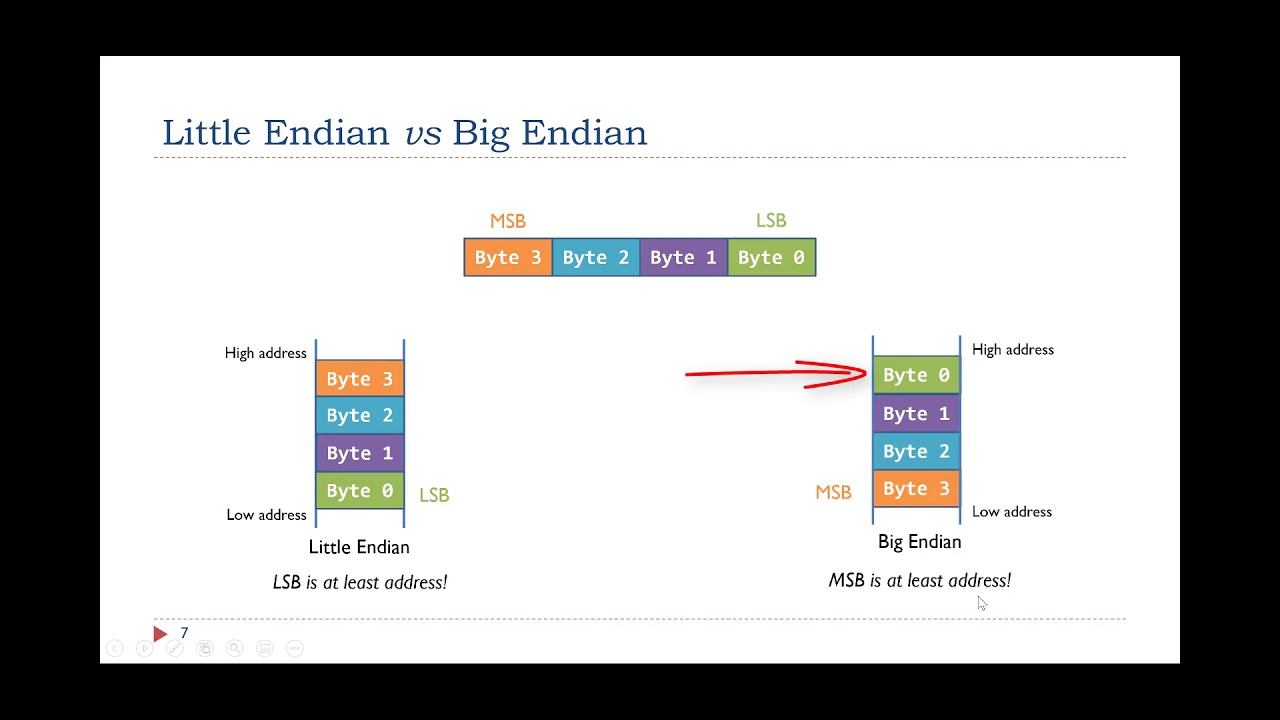 Little Endian vs Big Endian
MSB
LSB
Byte 3 Byte 2 Byte 1 Byte 0
High address
Byte 3
Byte 2
Byte 1
Byte 0
LSB
Low address
Little Endian
LSB is at least address!
High address
Byte 0
Byte 1
Byte 2
Byte 3
MSB
Low address
Big Endian
MSB is at least address!
7